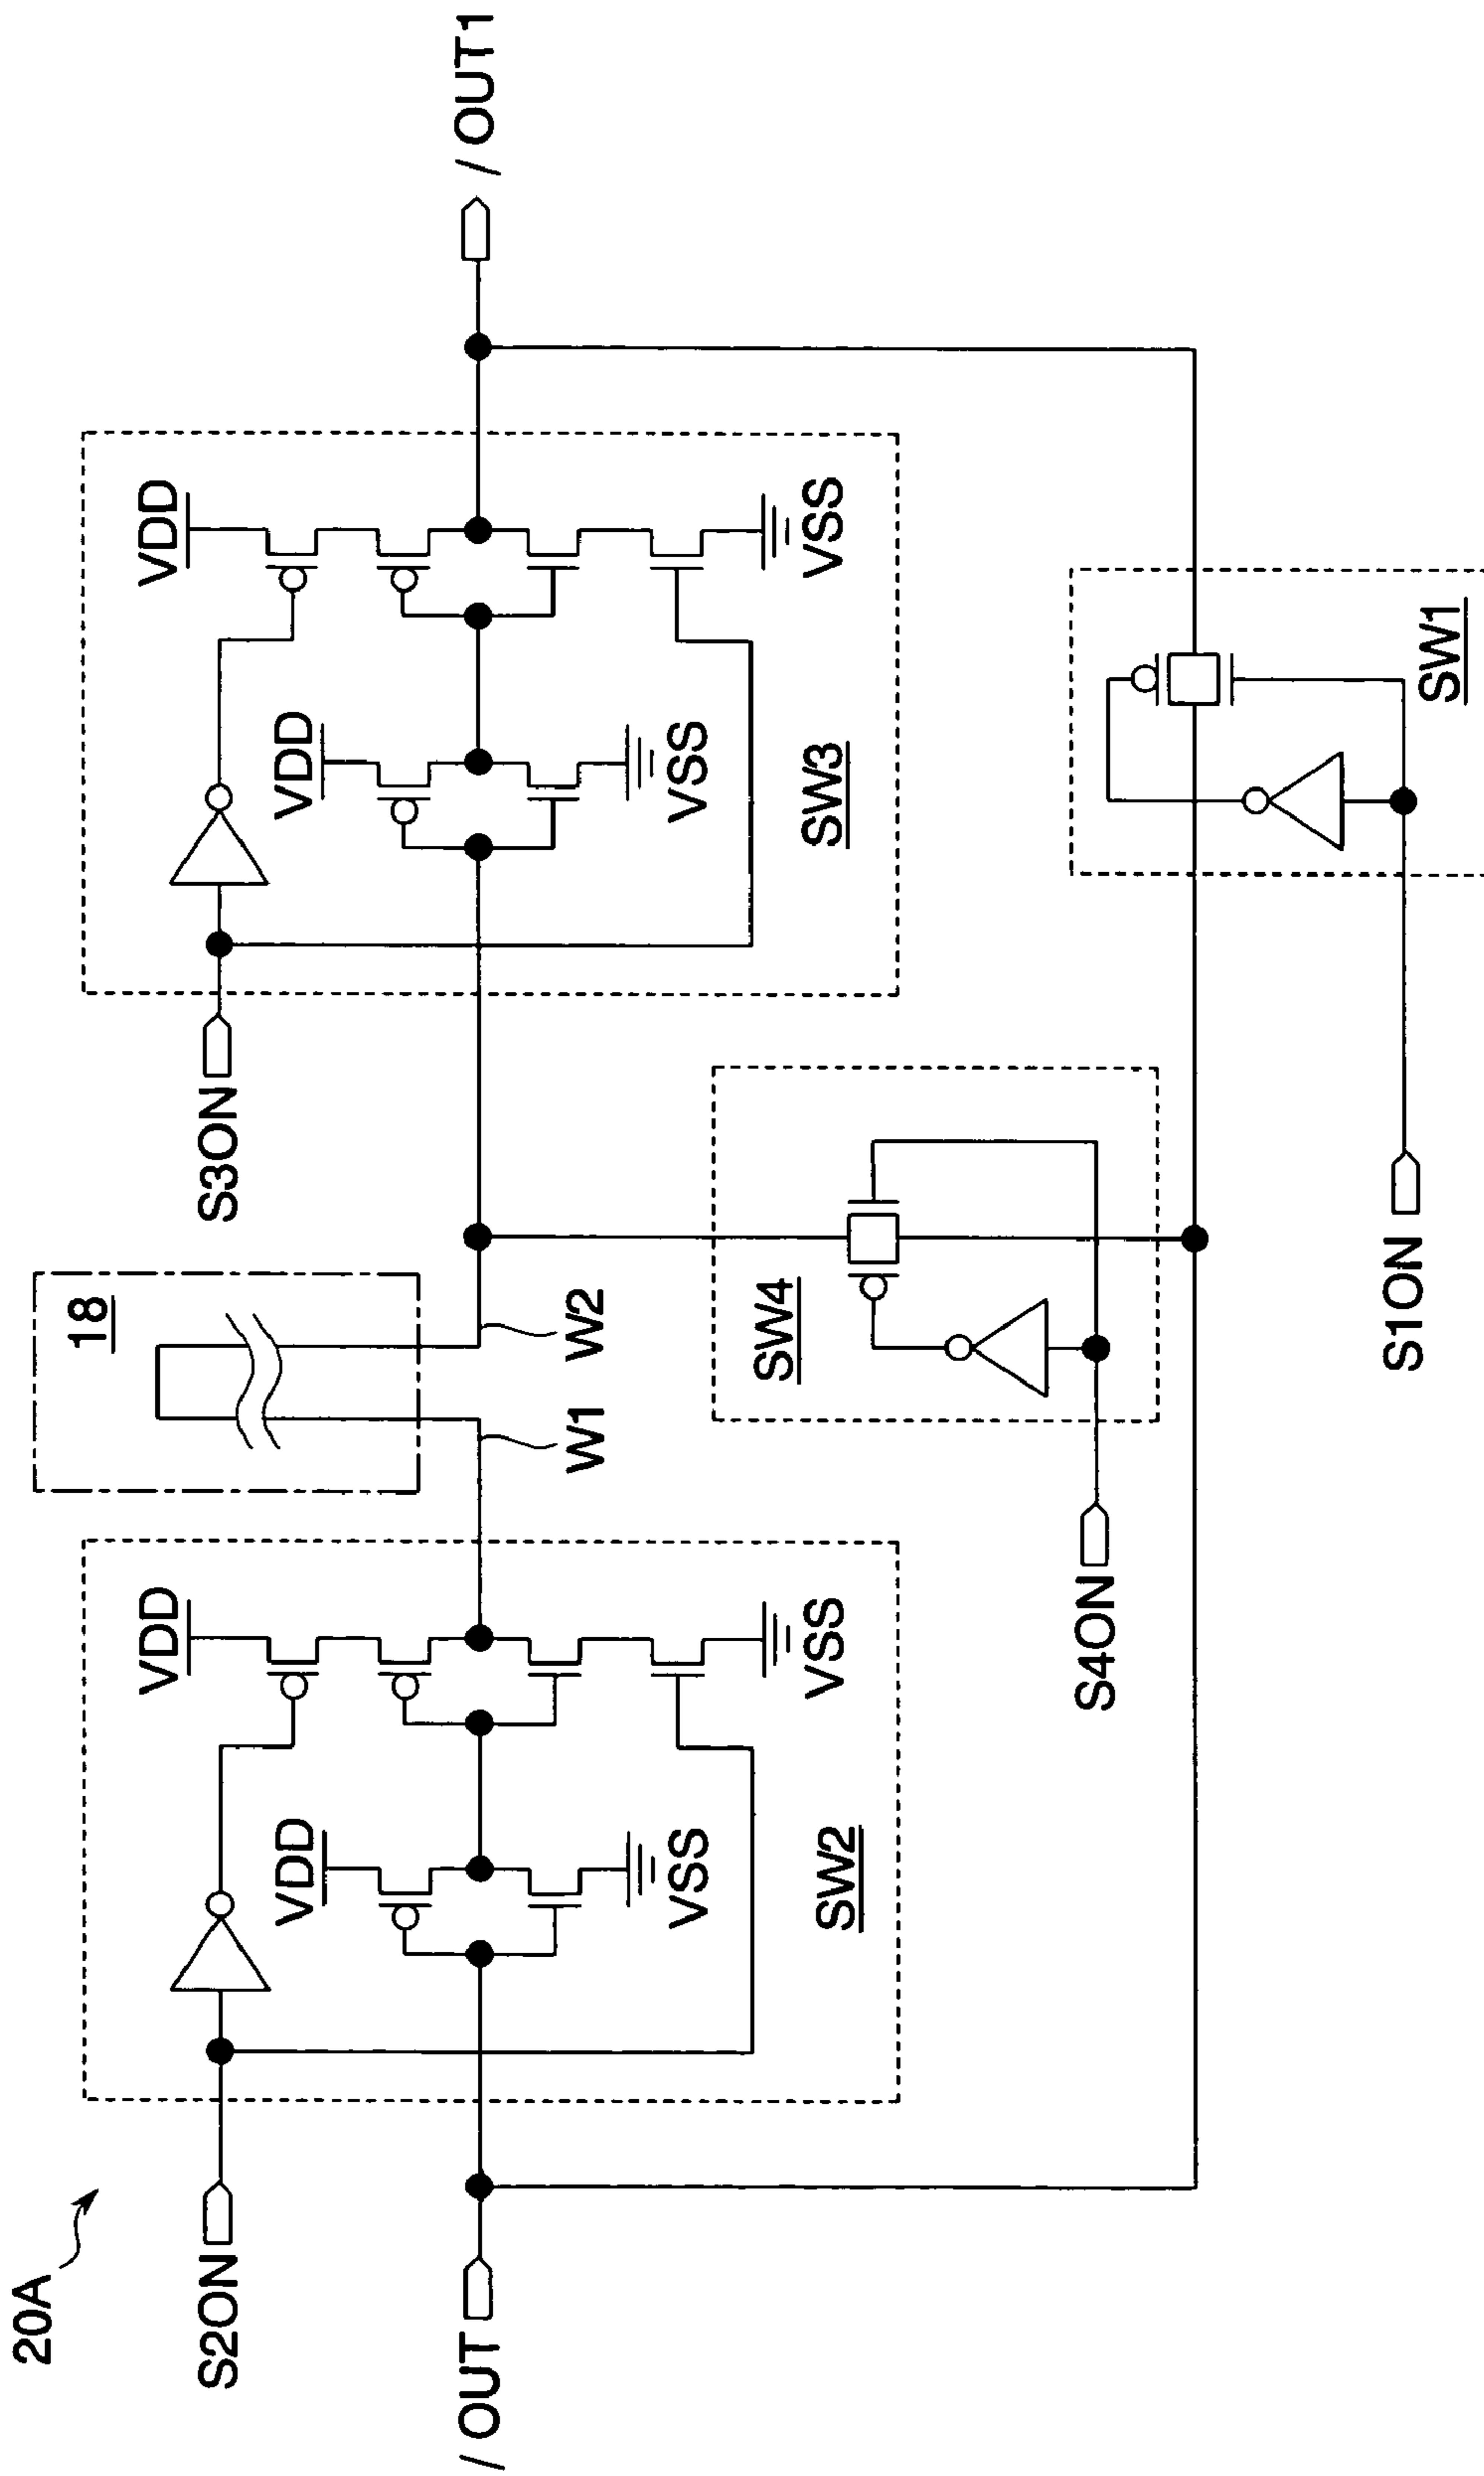 20A
S2ON
/ OUT
VDD
VDD
VSS
VSS
SW2
18
W1
W2
S3ON
VDD
VDD
VSS
VSS
SW3
/ OUT1
S4ON
SW4
S1ON
SW1